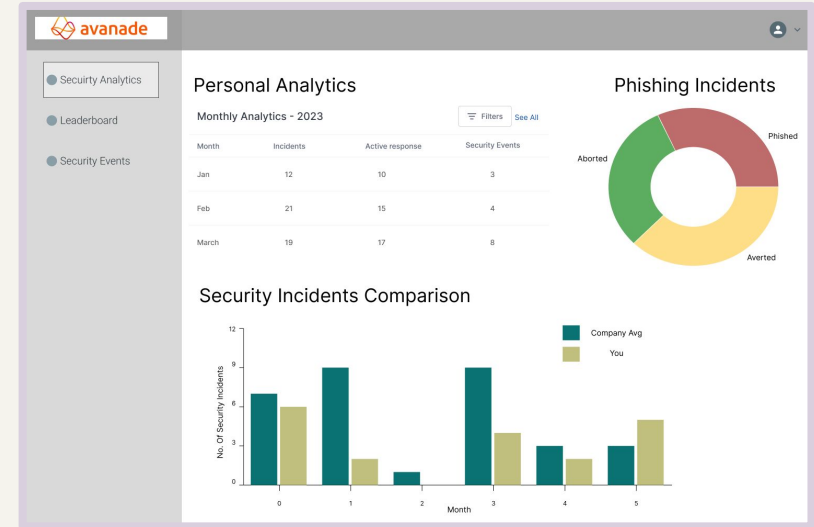 avanade
Secuirty Analytics
Leaderboard
Security Events
Personal Analytics
Monthly Analytics - 2023
Filters
See All
Month Incidents Active response Security Events
Jan 12 10 3
Feb 21 15 4
March 19 17 8
Phishing Incidents
Phished
Aborted
Averted
Security Incidents Comparison
Company Avg
You
12
9
6
3
0
No. Of Security Incidents
0 1 2 3 4 5
Month